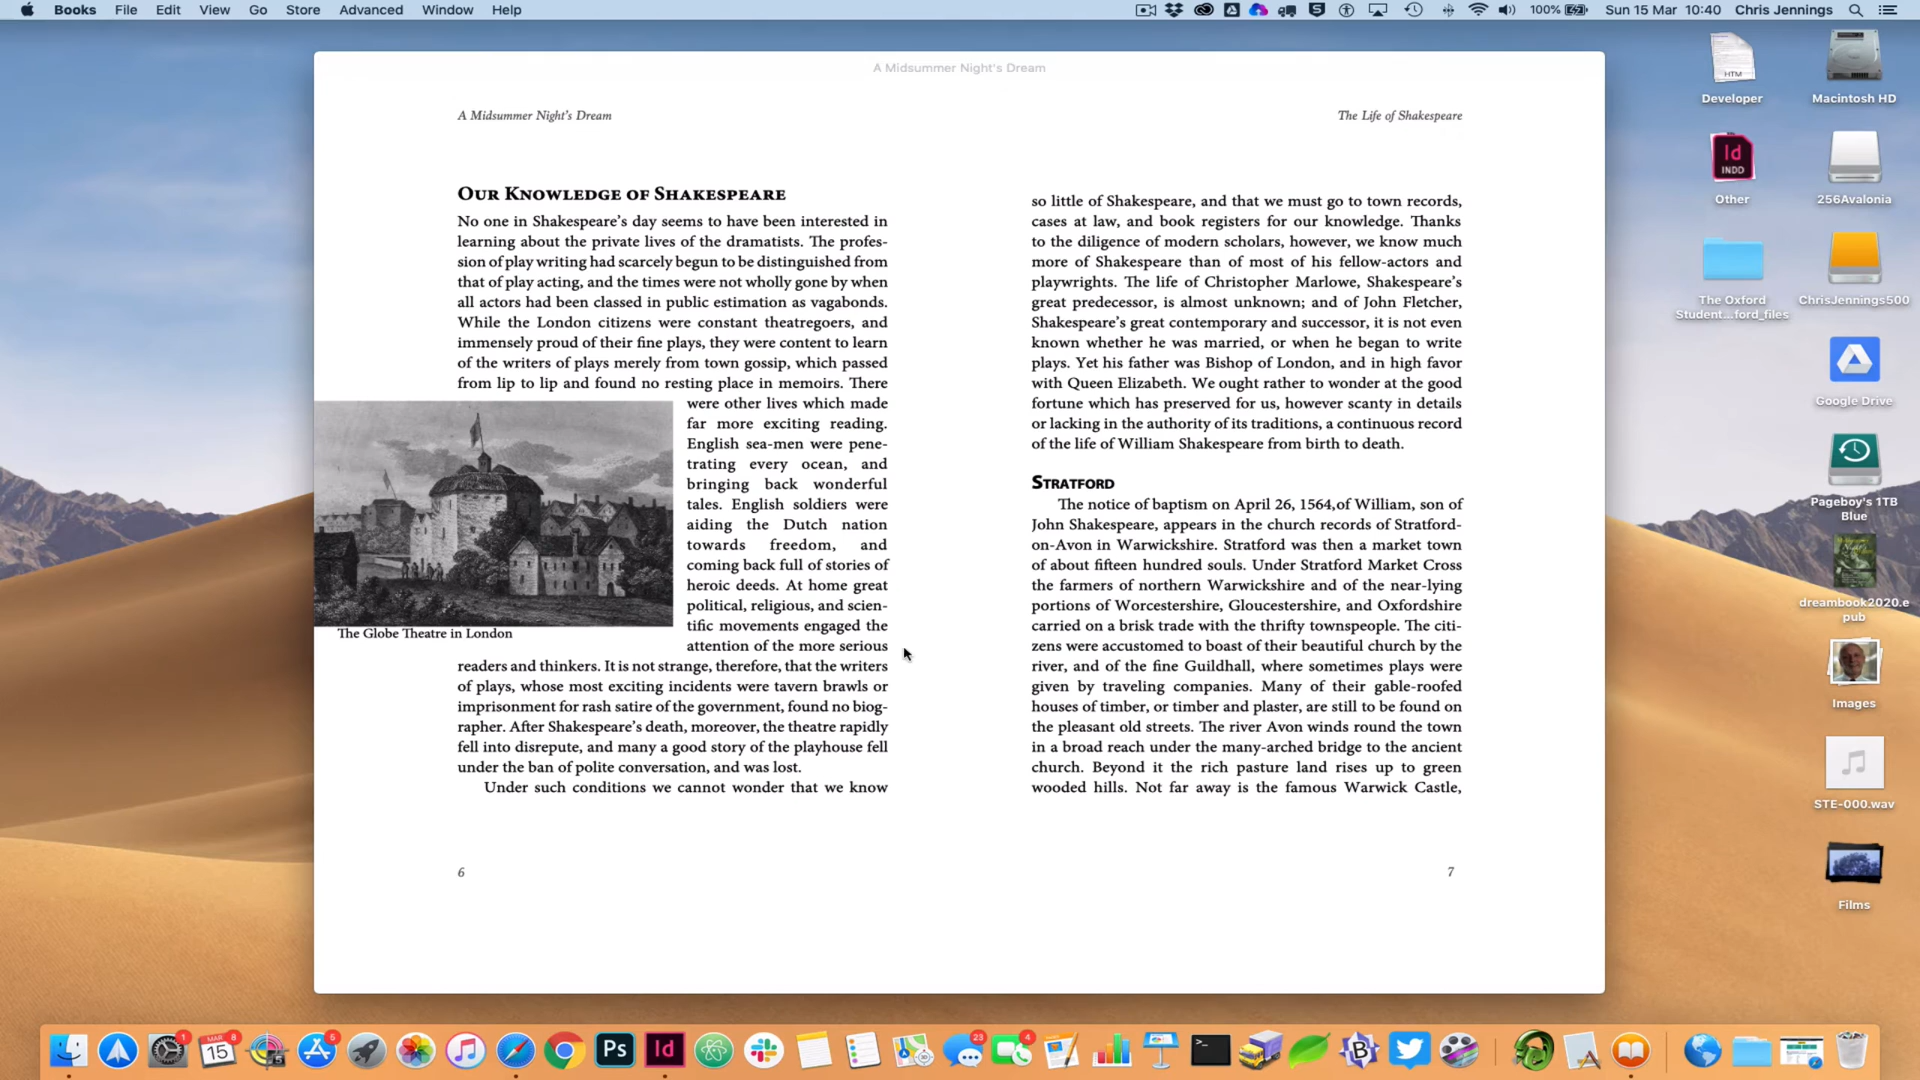 Books File Edit View Go Store Advanced Window Help
100% Sun 15 Mar 10:40 Chris Jennings
A Midsummer Night's Dream
A Midsummer Night's Dream
OUR KNOWLEDGE OF SHAKESPEARE
No one in Shakespeare's day seems to have been interested in
learning about the private lives of the dramatists. The profes-
sion of play writing had scarcely begun to be distinguished from
that of play acting, and the times were not wholly gone by when
all actors had been classed in public estimation as vagabonds.
While the London citizens were constant theatregoers, and
immensely proud of their fine plays, they were content to learn
of the writers of plays merely from town gossip, which passed
from lip to lip and found no resting place in memoirs. There
were other lives which made
far more exciting reading.
English sea-men were pene-
trating every ocean, and
bringing back wonderful
tales. English soldiers were
aiding the Dutch nation
towards freedom, and
coming back full of stories of
heroic deeds. At home great
political, religious, and scien-
tific movements engaged the
attention of the more serious
The Globe Theatre in London
readers and thinkers. It is not strange, therefore, that the writers
of plays, whose most exciting incidents were tavern brawls or
imprisonment for rash satire of the government, found no biog-
rapher. After Shakespeare's death, moreover, the theatre rapidly
fell into disrepute, and many a good story of the playhouse fell
under the ban of polite conversation, and was lost.
Under such conditions we cannot wonder that we know
6
The Life of Shakespeare
so little of Shakespeare, and that we must go to town records,
cases at law, and book registers for our knowledge. Thanks
to the diligence of modern scholars, however, we know much
more of Shakespeare than of most of his fellow-actors and
playwrights. The life of Christopher Marlowe, Shakespeare's
great predecessor, is almost unknown; and of John Fletcher,
Shakespeare's great contemporary and successor, it is not even
known whether he was married, or when he began to write
plays. Yet his father was Bishop of London, and in high favor
with Queen Elizabeth. We ought rather to wonder at the good
fortune which has preserved for us, however scanty in details
or lacking in the authority of its traditions, a continuous record
of the life of William Shakespeare from birth to death.
STRATFORD
The notice of baptism on April 26, 1564,of William, son of
John Shakespeare, appears in the church records of Stratford-
on-Avon in Warwickshire. Stratford was then a market town
of about fifteen hundred souls. Under Stratford Market Cross
the farmers of northern Warwickshire and of the near-lying
portions of Worcestershire, Gloucestershire, and Oxfordshire
carried on a brisk trade with the thrifty townspeople. The citi-
zens were accustomed to boast of their beautiful church by the
river, and of the fine Guildhall, where sometimes plays were
given by traveling companies. Many of their gable-roofed
houses of timber, or timber and plaster, are still to be found on
the pleasant old streets. The river Avon winds round the town
in a broad reach under the many-arched bridge to the ancient
church. Beyond it the rich pasture land rises up to green
wooded hills. Not far away is the famous Warwick Castle,
7
HTM
Developer
Macintosh HD
Id
INDD
Other
256Avalonia
The Oxford
Student...ford_files
ChrisJennings500
Google Drive
Pageboy's 1TB
Blue
dreambook2020.e
pub
Images
STE-000.wav
Films
1
MAR 8
15
5
Ps
Id
23
4
B